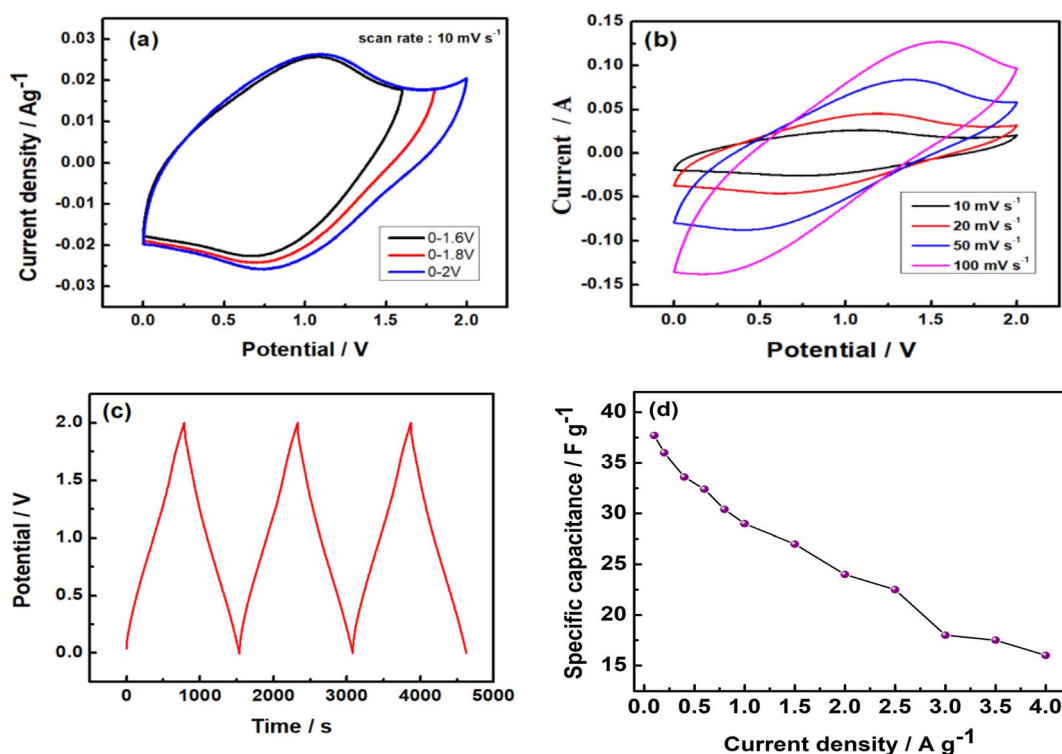 (a)
scan rate : 10 mV s⁻¹
Current density / Ag⁻¹
0.03
0.02
0.01
0.00
-0.01
-0.02
-0.03
0-1.6V
0-1.8V
0-2V
0.0 0.5 1.0 1.5 2.0
Potential / V
(b)
Current / A
0.15
0.10
0.05
0.00
-0.05
-0.10
-0.15
10 mV s⁻¹
20 mV s⁻¹
50 mV s⁻¹
100 mV s⁻¹
0.0 0.5 1.0 1.5 2.0
Potential / V
(c)
Potential / V
2.0
1.5
1.0
0.5
0.0
0 1000 2000 3000 4000 5000
Time / s
(d)
Specific capacitance / F g⁻¹
40
35
30
25
20
15
0.0 0.5 1.0 1.5 2.0 2.5 3.0 3.5 4.0
Current density / A g⁻¹